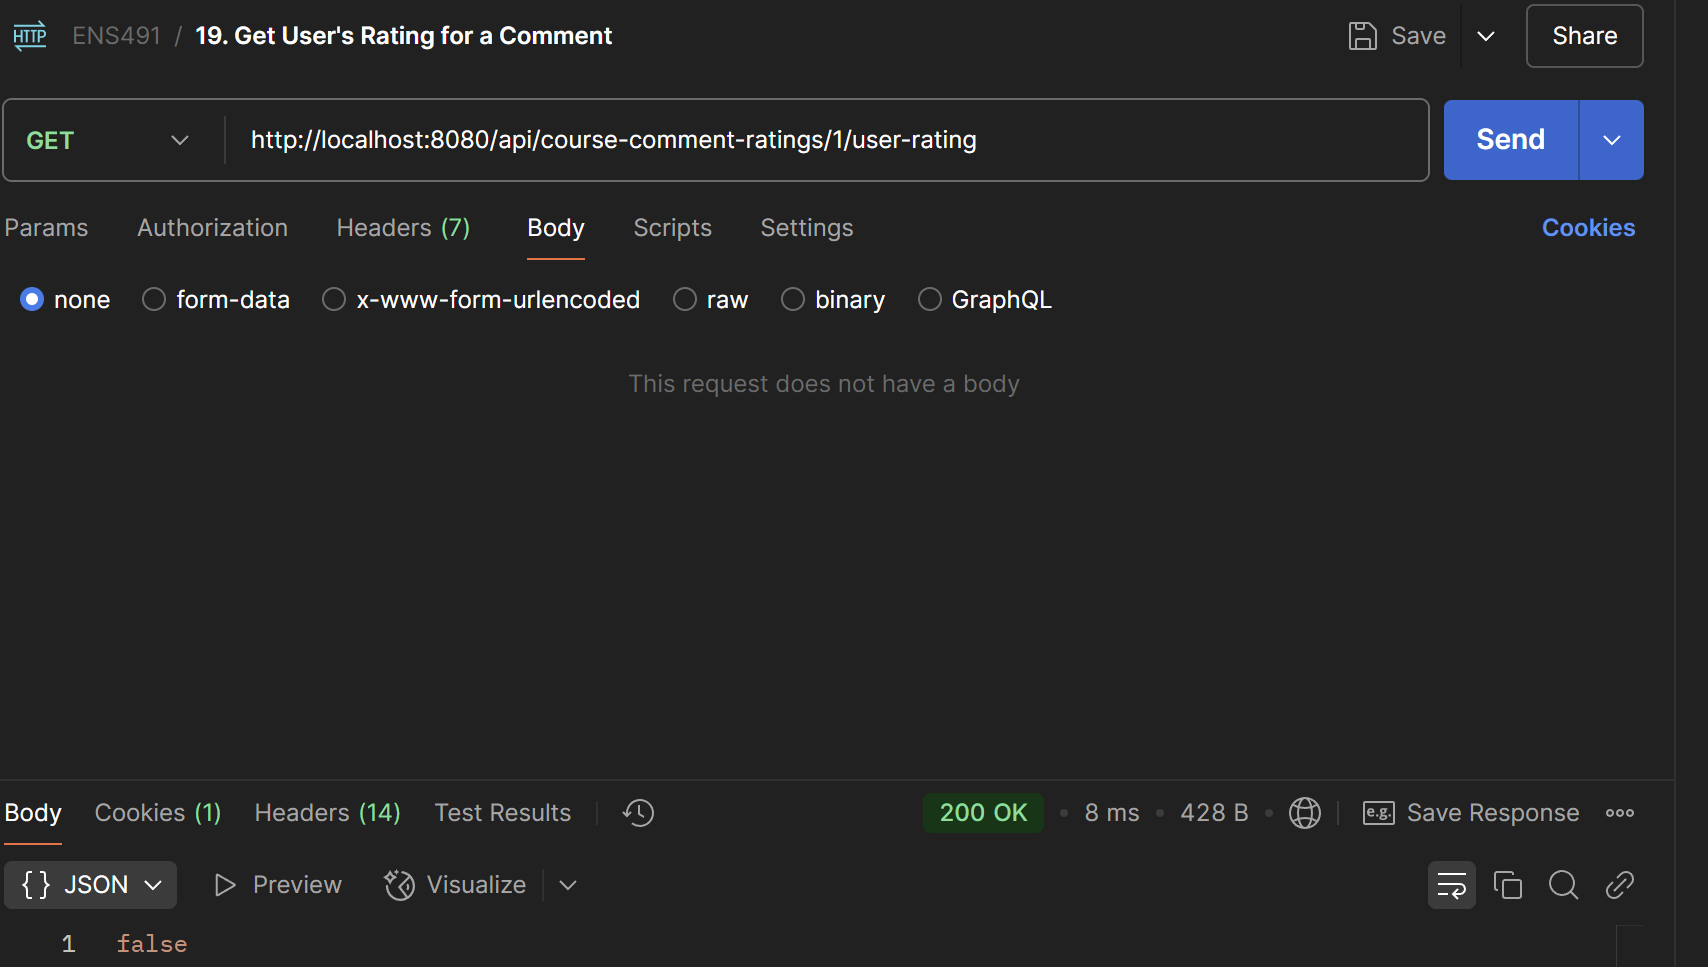 HTTP ENS491 / 19. Get User's Rating for a Comment Save Share
GET http://localhost:8080/api/course-comment-ratings/1/user-rating Send
Params Authorization Headers (7) Body Scripts Settings Cookies
none form-data x-www-form-urlencoded raw binary GraphQL
This request does not have a body
Body Cookies (1) Headers (14) Test Results 200 OK • 8 ms • 428 B • e.g. Save Response
{} JSON Preview Visualize
1 false